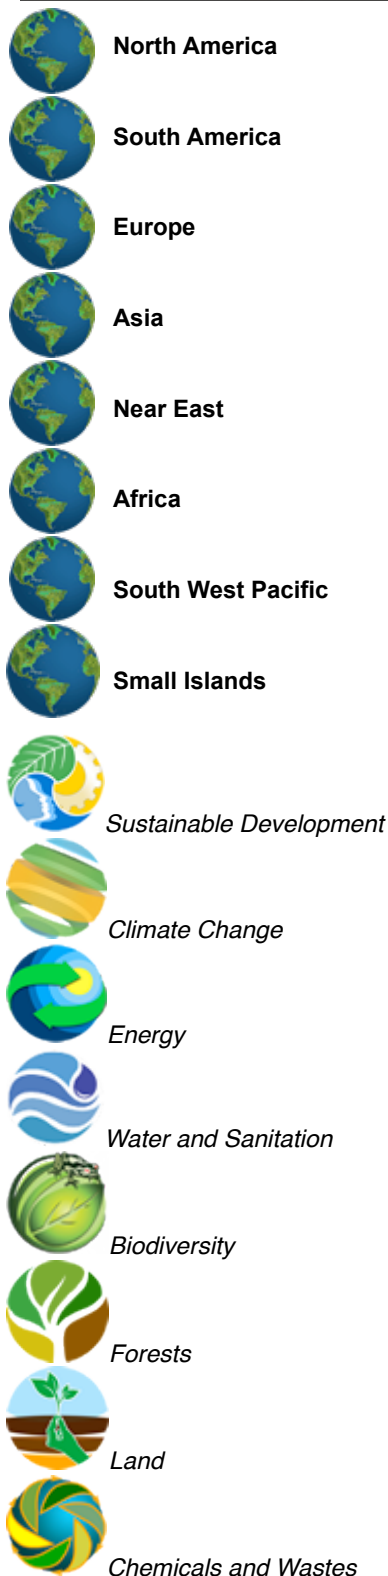 North America
South America
Europe
Asia
Near East
Africa
South West Pacific
Small Islands
Sustainable Development
Climate Change
Energy
Water and Sanitation
Biodiversity
Forests
Land
Chemicals and Wastes